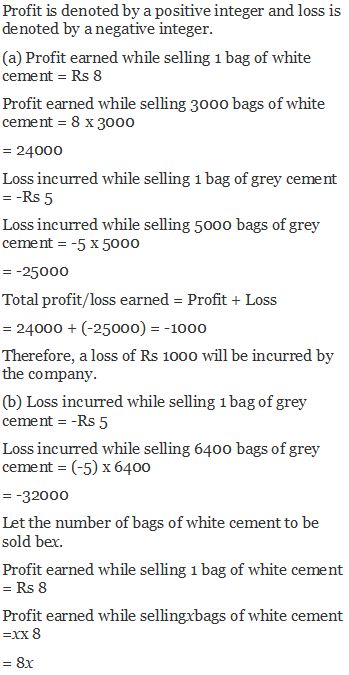 Profit is denoted by a positive integer and loss is
denoted by a negative integer.
(a) Profit earned while selling 1 bag of white
cement = Rs 8
Profit earned while selling 3000 bags of white
cement = 8 x 3000
= 24000
Loss incurred while selling 1 bag of grey cement
= -Rs 5
Loss incurred while selling 5000 bags of grey
cement = -5 x 5000
= -25000
Total profit/loss earned = Profit + Loss
= 24000 + (-25000) = -1000
Therefore, a loss of Rs 1000 will be incurred by
the company.
(b) Loss incurred while selling 1 bag of grey
cement = -Rs 5
Loss incurred while selling 6400 bags of grey
cement = (-5) x 6400
= -32000
Let the number of bags of white cement to be
sold bex.
Profit earned while selling 1 bag of white cement
= Rs 8
Profit earned while sellingxbags of white cement
=xx 8
= 8x